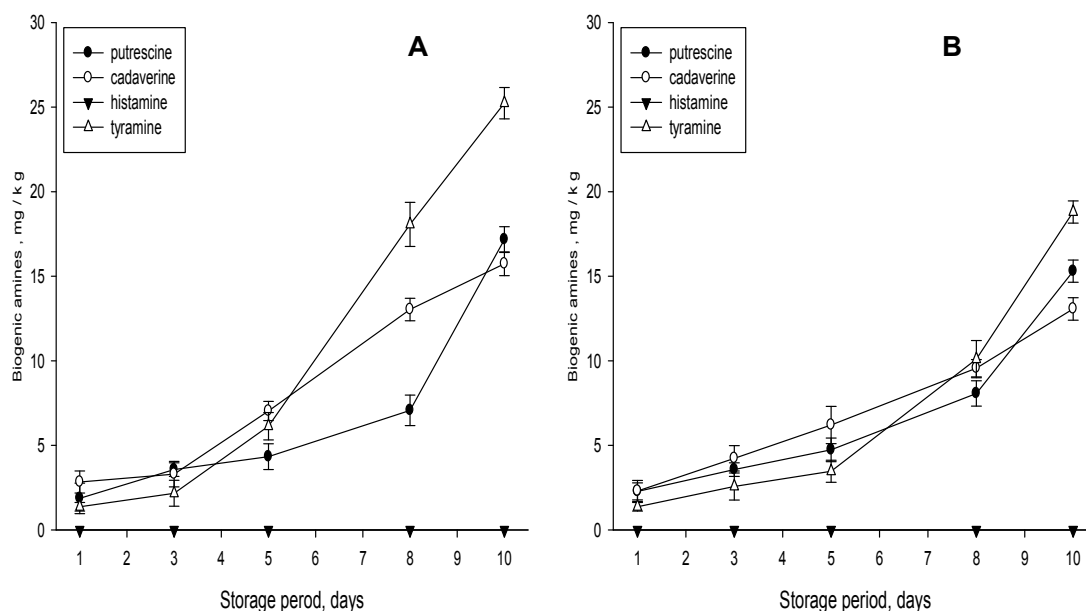 30
25
20
15
10
5
0
Biogenic amines , mg / k g
putrescine
cadaverine
histamine
tyramine
A
1 2 3 4 5 6 7 8 9 10
Storage perod, days
30
25
20
15
10
5
0
Biogenic amines , mg / k g
putrescine
cadaverine
histamine
tyramine
B
1 2 3 4 5 6 7 8 9 10
Storage perod, days